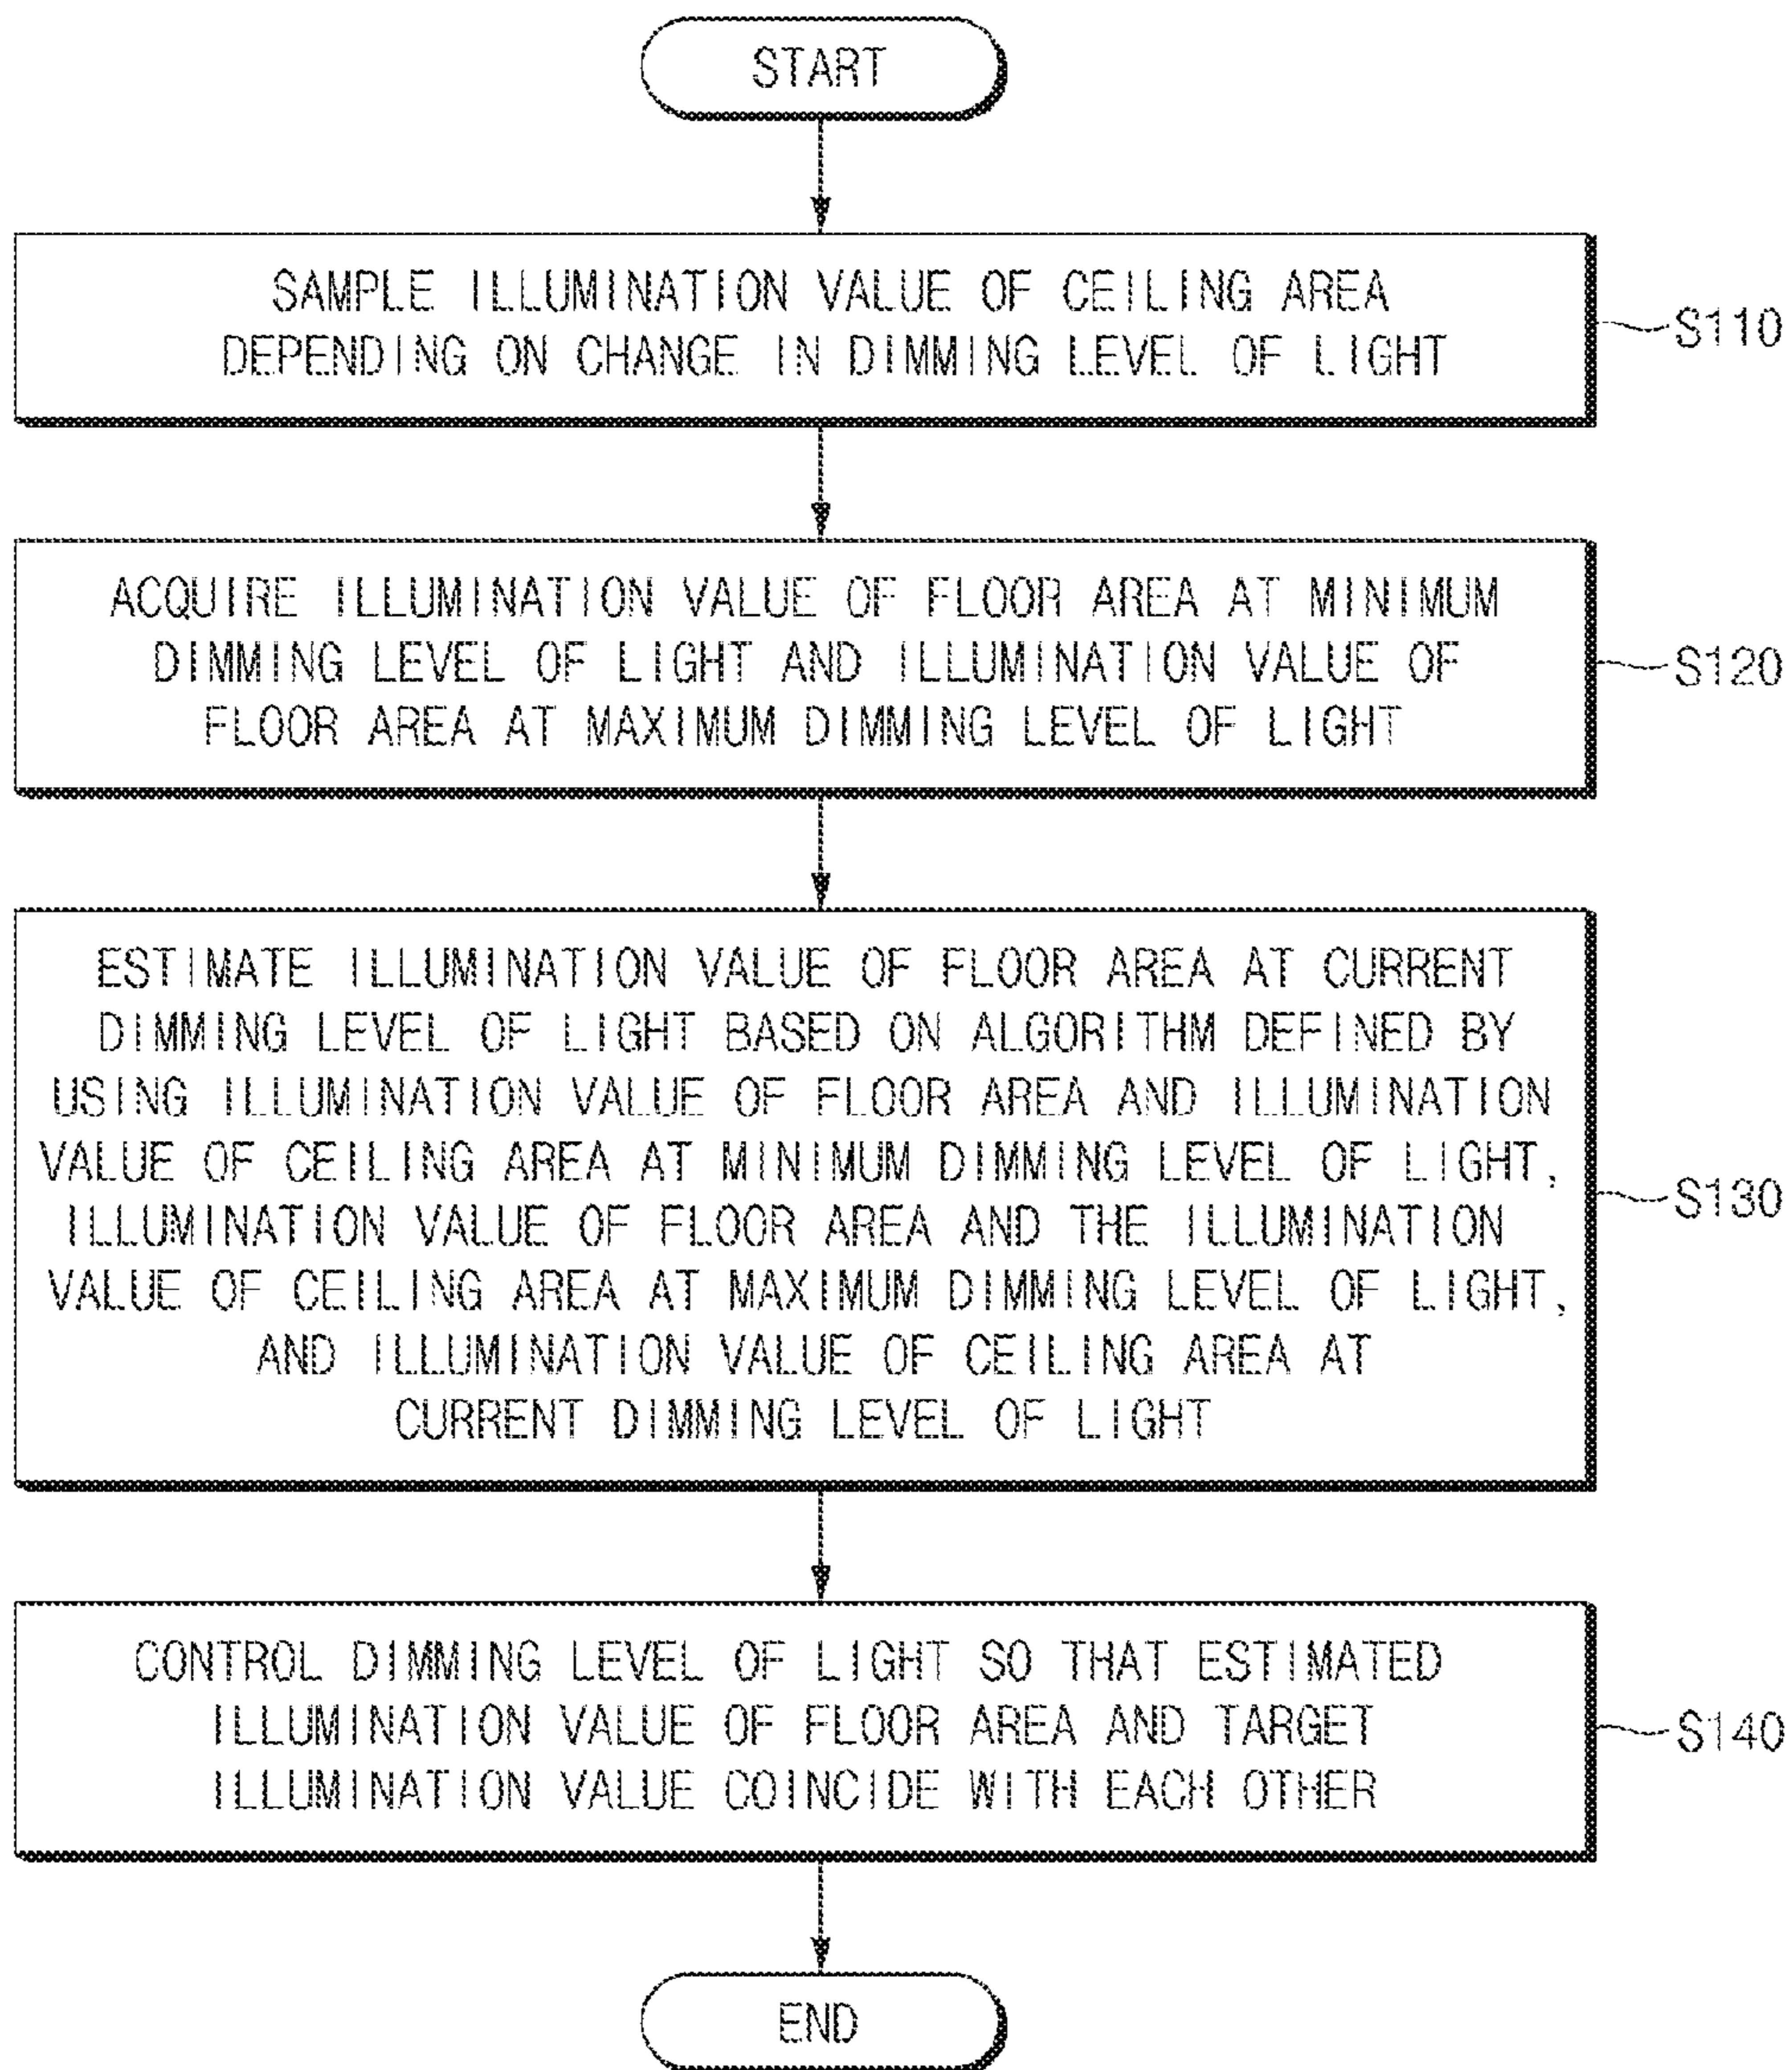 START
SAMPLE ILLUMINATION VALUE OF CEILING AREA
DEPENDING ON CHANGE IN DIMMING LEVEL OF LIGHT
S110
ACQUIRE ILLUMINATION VALUE OF FLOOR AREA AT MINIMUM
DIMMING LEVEL OF LIGHT AND ILLUMINATION VALUE OF
FLOOR AREA AT MAXIMUM DIMMING LEVEL OF LIGHT
S120
ESTIMATE ILLUMINATION VALUE OF FLOOR AREA AT CURRENT
DIMMING LEVEL OF LIGHT BASED ON ALGORITHM DEFINED BY
USING ILLUMINATION VALUE OF FLOOR AREA AND ILLUMINATION
VALUE OF CEILING AREA AT MINIMUM DIMMING LEVEL OF LIGHT,
ILLUMINATION VALUE OF FLOOR AREA AND THE ILLUMINATION
VALUE OF CEILING AREA AT MAXIMUM DIMMING LEVEL OF LIGHT,
AND ILLUMINATION VALUE OF CEILING AREA AT
CURRENT DIMMING LEVEL OF LIGHT
S130
CONTROL DIMMING LEVEL OF LIGHT SO THAT ESTIMATED
ILLUMINATION VALUE OF FLOOR AREA AND TARGET
ILLUMINATION VALUE COINCIDE WITH EACH OTHER
S140
END